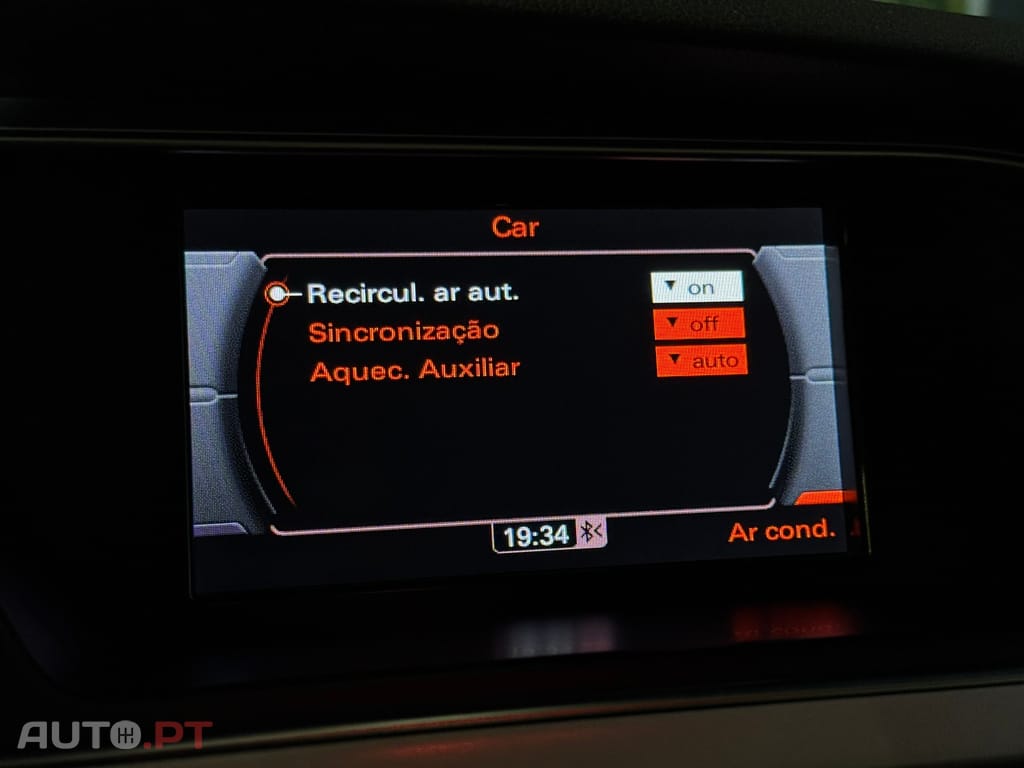 Car
Recircul. ar aut. on
Sincronização off
Aquec. Auxiliar auto
19:34
Ar cond.
AUTO.PT